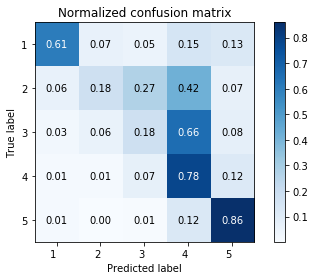 Normalized confusion matrix
1 0.61 0.07 0.05 0.15 0.13
2 0.06 0.18 0.27 0.42 0.07
3 0.03 0.06 0.18 0.66 0.08
4 0.01 0.01 0.07 0.78 0.12
5 0.01 0.00 0.01 0.12 0.86
1 2 3 4 5
True label
Predicted label
0.8
0.7
0.6
0.5
0.4
0.3
0.2
0.1